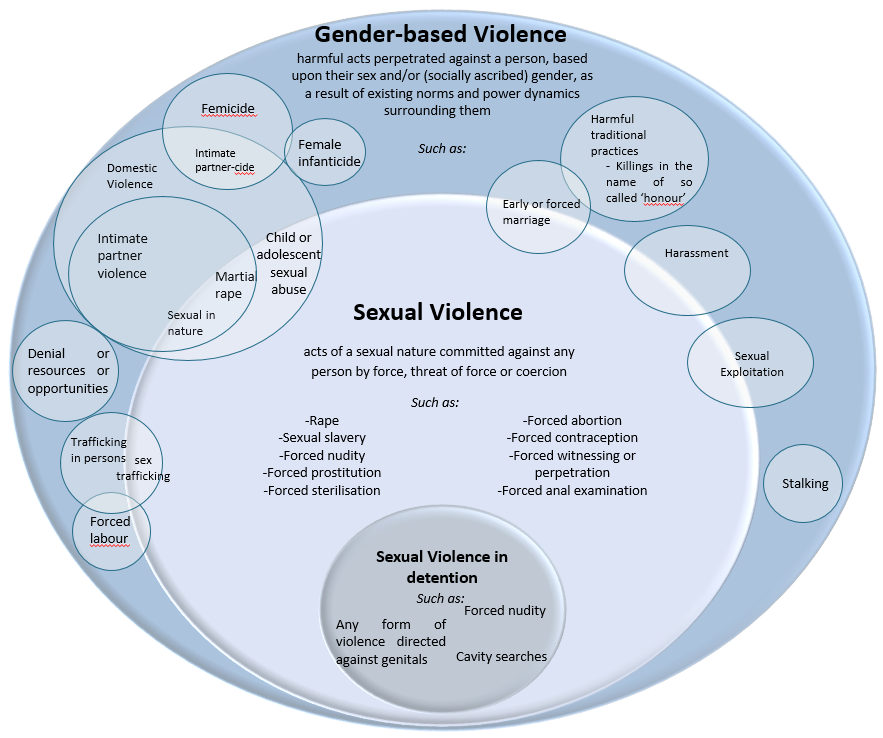 Gender-based Violence
harmful acts perpetrated against a person, based
upon their sex and/or (socially ascribed) gender, as
a result of existing norms and power dynamics
surrounding them
Such as:
Femicide
Intimate
partner-cide
Female
infanticide
Domestic
Violence
Intimate
partner
violence
Martial
rape
Sexual in
nature
Child or
adolescent
sexual
abuse
Harmful
traditional
practices
- Killings in the
name of so
called ‘honour’
Early or forced
marriage
Harassment
Sexual
Exploitation
Stalking
Denial or
resources or
opportunities
Trafficking
in persons
sex
trafficking
Forced
labour
Sexual Violence
acts of a sexual nature committed against any
person by force, threat of force or coercion
Such as:
-Rape
-Sexual slavery
-Forced nudity
-Forced prostitution
-Forced sterilisation
-Forced abortion
-Forced contraception
-Forced witnessing or
perpetration
-Forced anal examination
Sexual Violence in
detention
Such as:
Forced nudity
Any form of
violence directed
against genitals
Cavity searches